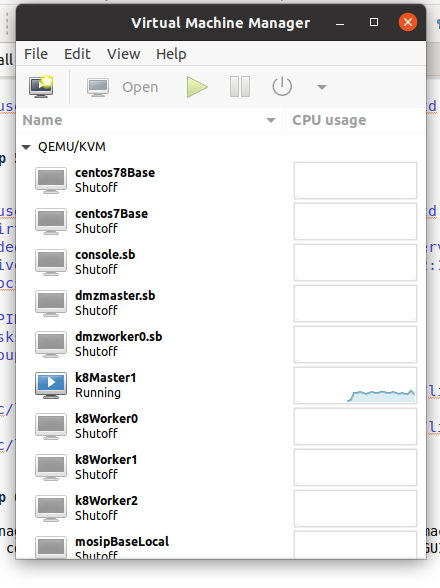 Virtual Machine Manager
File Edit View Help
Open
Name CPU usage
QEMU/KVM
centos78Base
Shutoff
centos7Base
Shutoff
console.sb
Shutoff
dmzmaster.sb
Shutoff
dmzworker0.sb
Shutoff
k8Master1
Running
k8Worker0
Shutoff
k8Worker1
Shutoff
k8Worker2
Shutoff
mosipBaseLocal
Shutoff